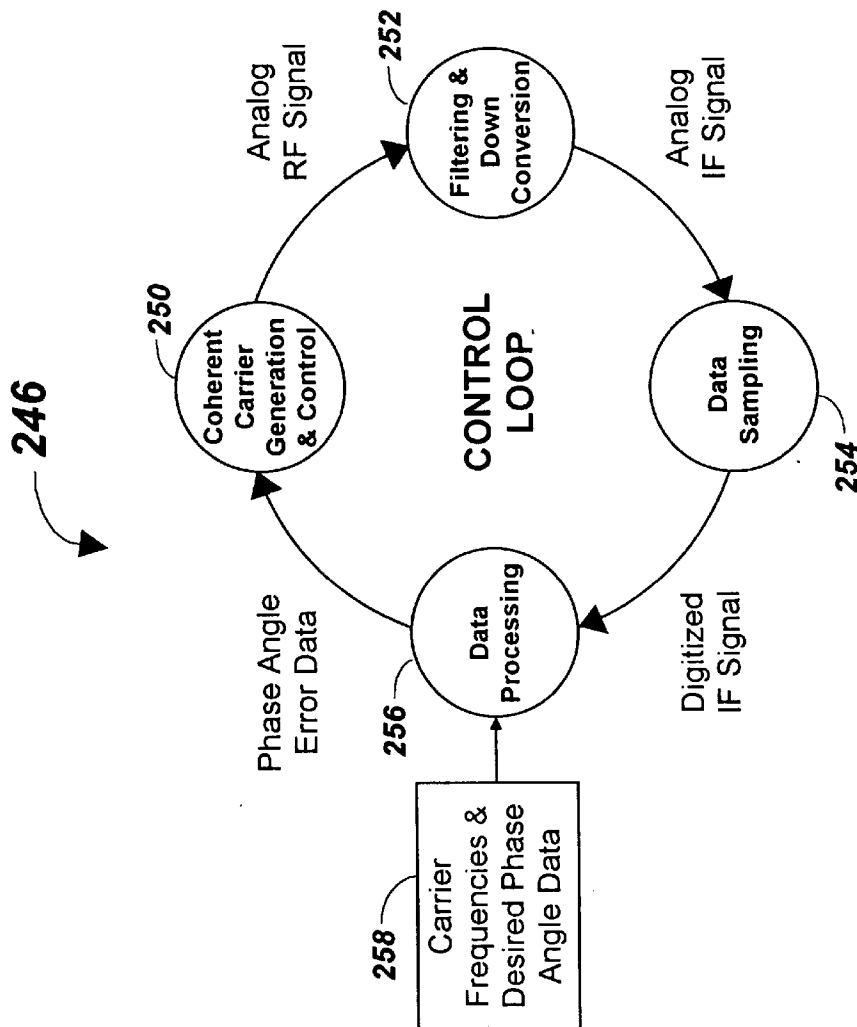 246
250
Coherent
Carrier
Generation
& Control
Analog
RF Signal
252
Filtering &
Down
Conversion
Analog
IF Signal
Data
Sampling
254
Digitized
IF Signal
Data
Processing
256
Phase Angle
Error Data
CONTROL
LOOP
258
Carrier
Frequencies &
Desired Phase
Angle Data